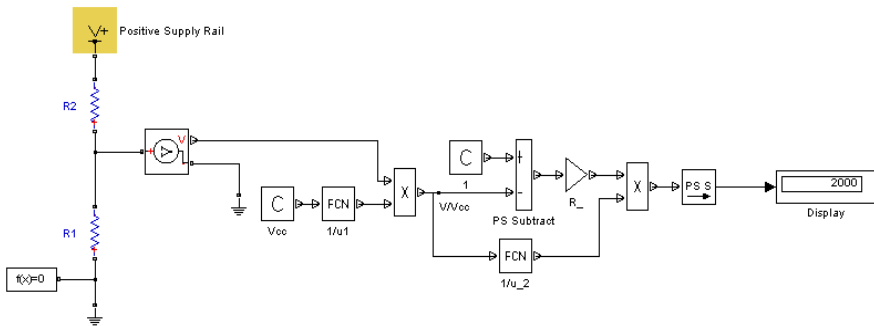 V+ Positive Supply Rail
R2
V
C
1
PS Subtract
C
Vcc
FCN
1/u1
X
V/Vcc
R_
X
PS S
2000
Display
FCN
1/u_2
R1
f(x)=0